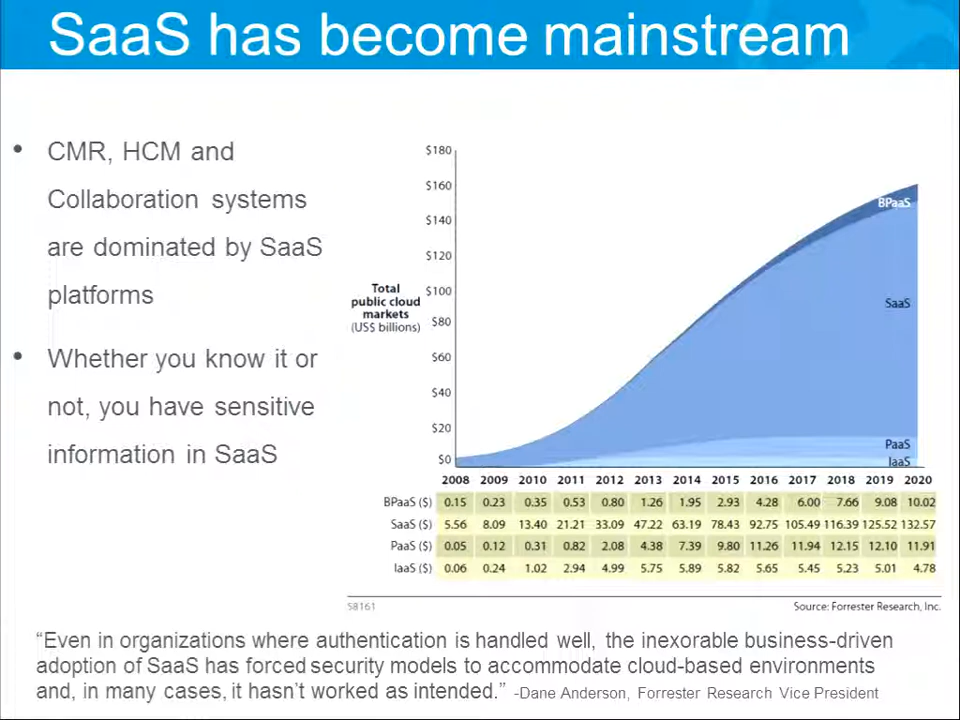 SaaS has become mainstream
• CMR, HCM and
Collaboration systems
are dominated by SaaS
platforms
• Whether you know it or
not, you have sensitive
information in SaaS
Total
public cloud
markets
(US$ billions)
$180
$160
$140
$120
$100
$80
$60
$40
$20
$0
BPaaS
SaaS
PaaS
IaaS
2008 2009 2010 2011 2012 2013 2014 2015 2016 2017 2018 2019 2020
BPaaS ($) 0.15 0.23 0.35 0.53 0.80 1.26 1.95 2.93 4.28 6.00 7.66 9.08 10.02
SaaS ($) 5.56 8.09 13.40 21.21 33.09 47.22 63.19 78.43 92.75 105.49 116.39 125.52 132.57
PaaS ($) 0.05 0.12 0.31 0.82 2.08 4.38 7.39 9.80 11.26 11.94 12.15 12.10 11.91
IaaS ($) 0.06 0.24 1.02 2.94 4.99 5.75 5.89 5.82 5.65 5.45 5.23 5.01 4.78
58161
Source: Forrester Research, Inc.
“Even in organizations where authentication is handled well, the inexorable business-driven
adoption of SaaS has forced security models to accommodate cloud-based environments
and, in many cases, it hasn’t worked as intended.” -Dane Anderson, Forrester Research Vice President